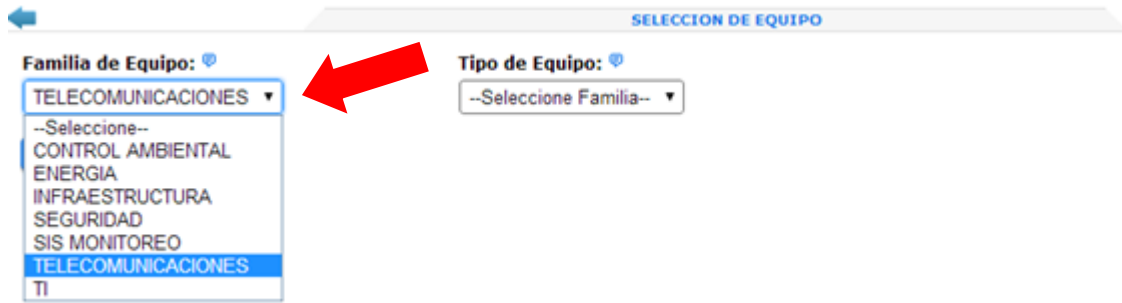 SELECCION DE EQUIPO
Familia de Equipo:
Tipo de Equipo:
TELECOMUNICACIONES
--Seleccione Familia--
--Seleccione--
CONTROL AMBIENTAL
ENERGIA
INFRAESTRUCTURA
SEGURIDAD
SIS MONITOREO
TELECOMUNICACIONES
TI